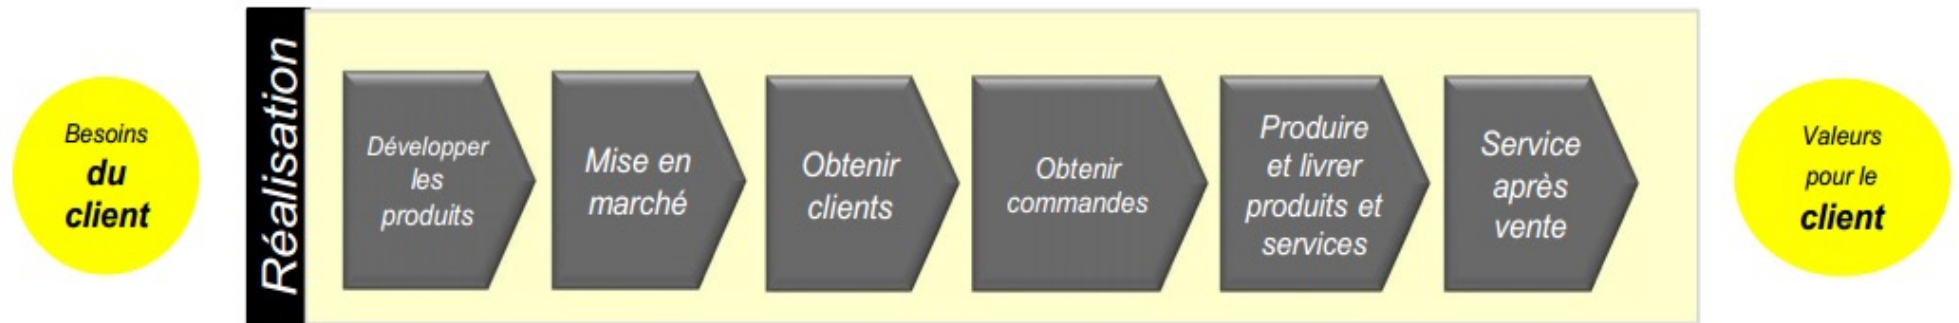 Besoins
du
client
Réalisation
Développer
les
produits
Mise en
marché
Obtenir
clients
Obtenir
commandes
Produire
et livrer
produits et
services
Service
après
vente
Valeurs
pour le
client